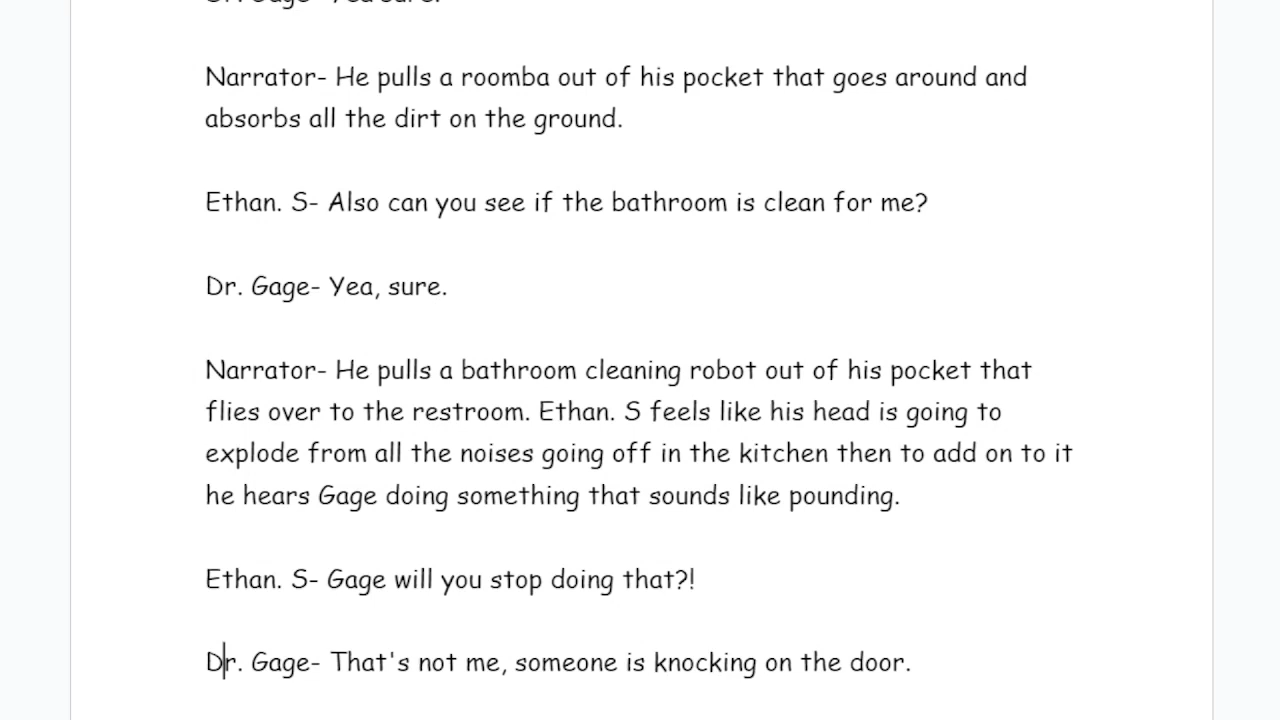 Narrator- He pulls a roomba out of his pocket that goes around and
absorbs all the dirt on the ground.
Ethan. S- Also can you see if the bathroom is clean for me?
Dr. Gage- Yea, sure.
Narrator- He pulls a bathroom cleaning robot out of his pocket that
flies over to the restroom. Ethan. S feels like his head is going to
explode from all the noises going off in the kitchen then to add on to it
he hears Gage doing something that sounds like pounding.
Ethan. S- Gage will you stop doing that?!
Dr. Gage- That's not me, someone is knocking on the door.